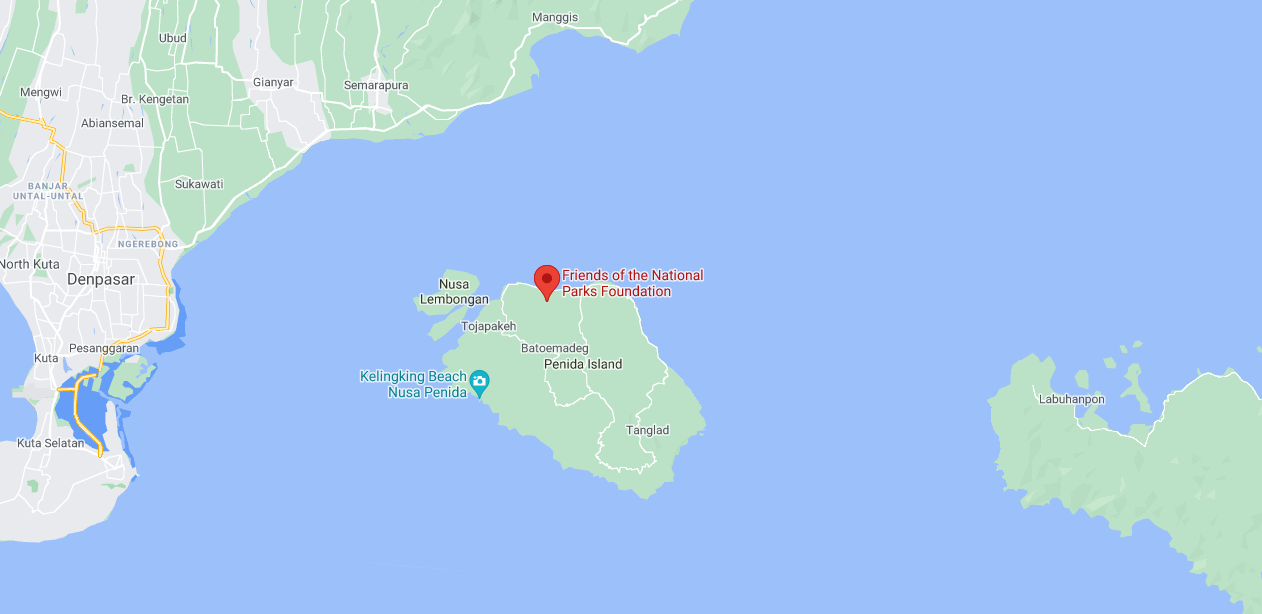 Manggis
Ubud
Gianyar
Semarapura
Mengwi
Br. Kengetan
Abiansemal
Sukawati
BANJAR
UNTAL-UNTAL
NGEREBONG
North Kuta
Denpasar
Friends of the National
Parks Foundation
Nusa
Lembongan
Tojapakeh
Pesanggaran
Kuta
Batoemadeg
Penida Island
Kelingking Beach
Nusa Penida
Labuhanpon
Tanglad
Kuta Selatan